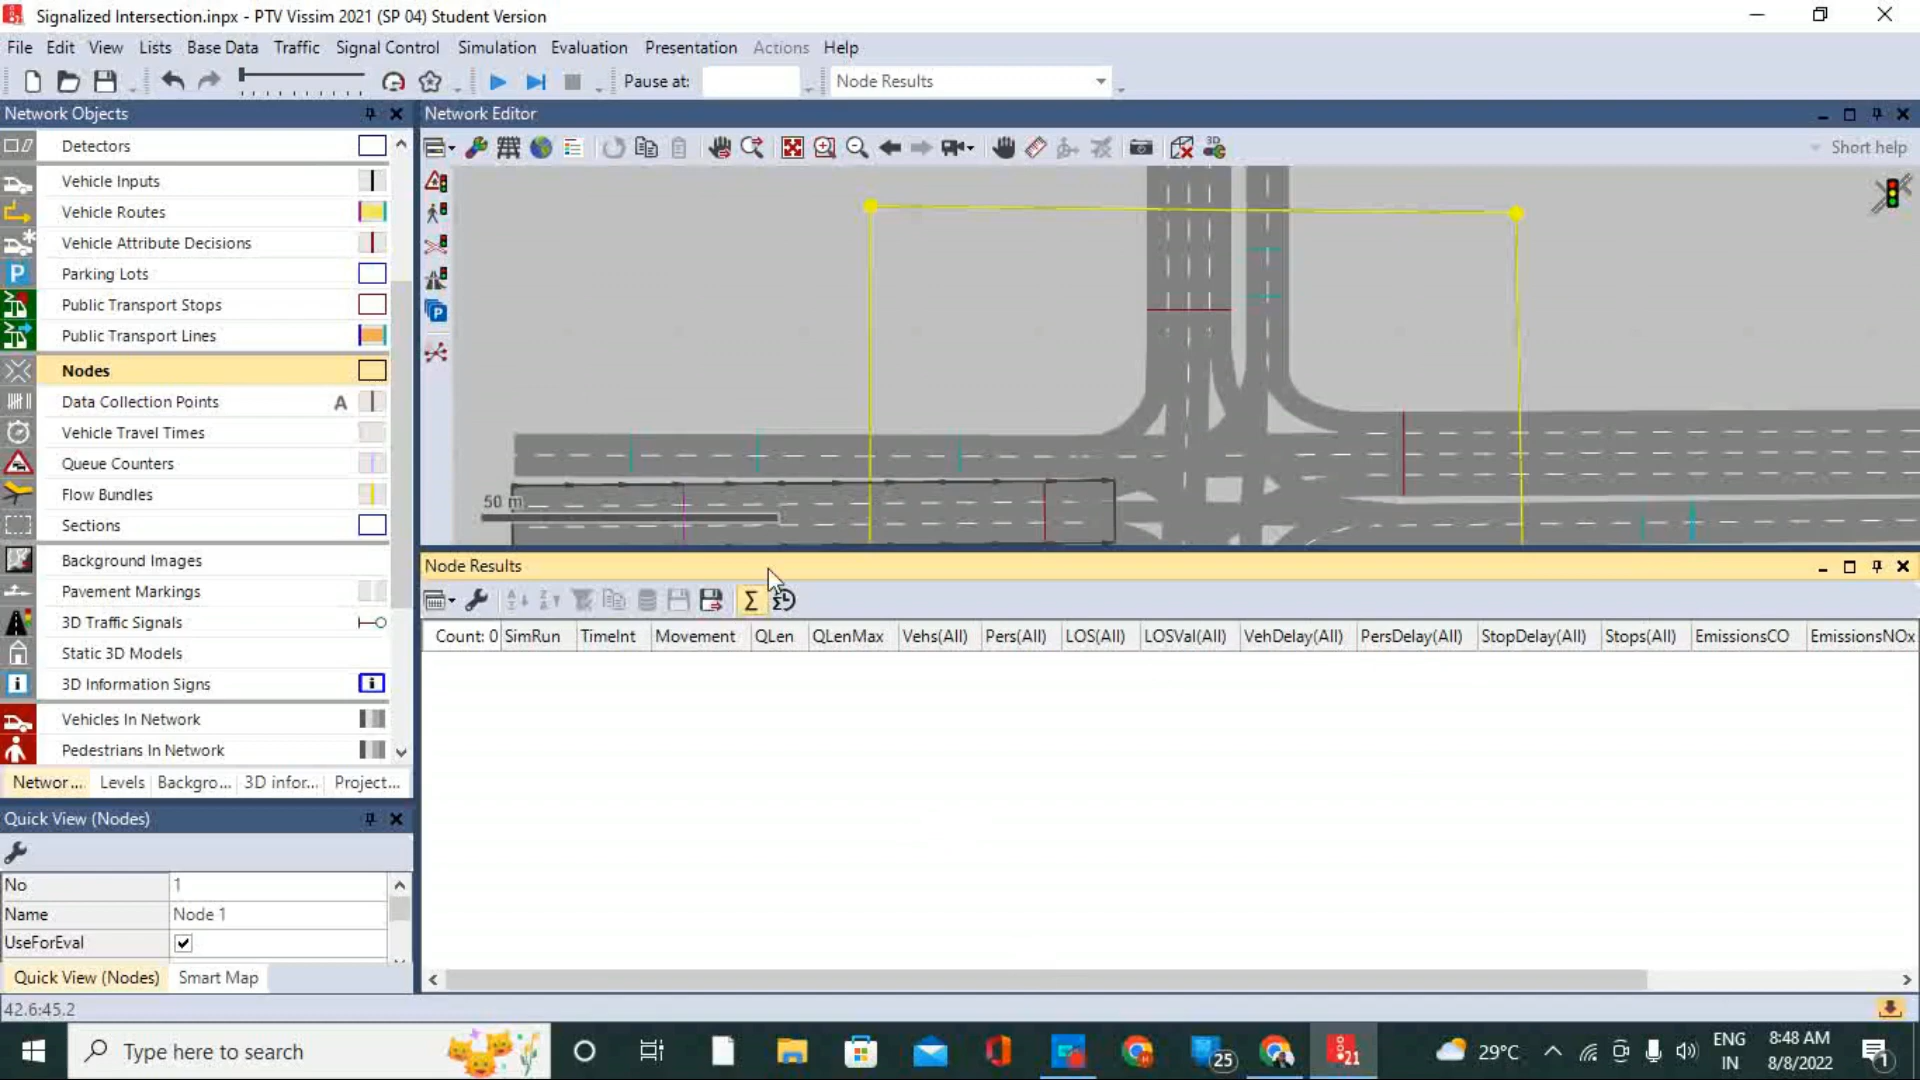 Signalized Intersection.inpx - PTV Vissim 2021 (SP 04) Student Version
File Edit View Lists Base Data Traffic Signal Control Simulation Evaluation Presentation Actions Help
Pause at: Node Results
Network Objects
Network Editor
Short help
Detectors
Vehicle Inputs
Vehicle Routes
Vehicle Attribute Decisions
Parking Lots
Public Transport Stops
Public Transport Lines
Nodes
Data Collection Points A
Vehicle Travel Times
Queue Counters
Flow Bundles
Sections
Background Images
Pavement Markings
3D Traffic Signals
Static 3D Models
3D Information Signs
Vehicles In Network
Pedestrians In Network
Networ... Levels Backgro... 3D infor... Project...
50 m
Node Results
Count: 0 SimRun TimeInt Movement QLen QLenMax Vehs(All) Pers(All) LOS(All) LOSVal(All) VehDelay(All) PersDelay(All) StopDelay(All) Stops(All) EmissionsCO EmissionsNOx
Quick View (Nodes)
No 1
Name Node 1
UseForEval
Quick View (Nodes) Smart Map
42.6:45.2
Type here to search
25
21
29°C
ENG
IN
8:48 AM
8/8/2022
1